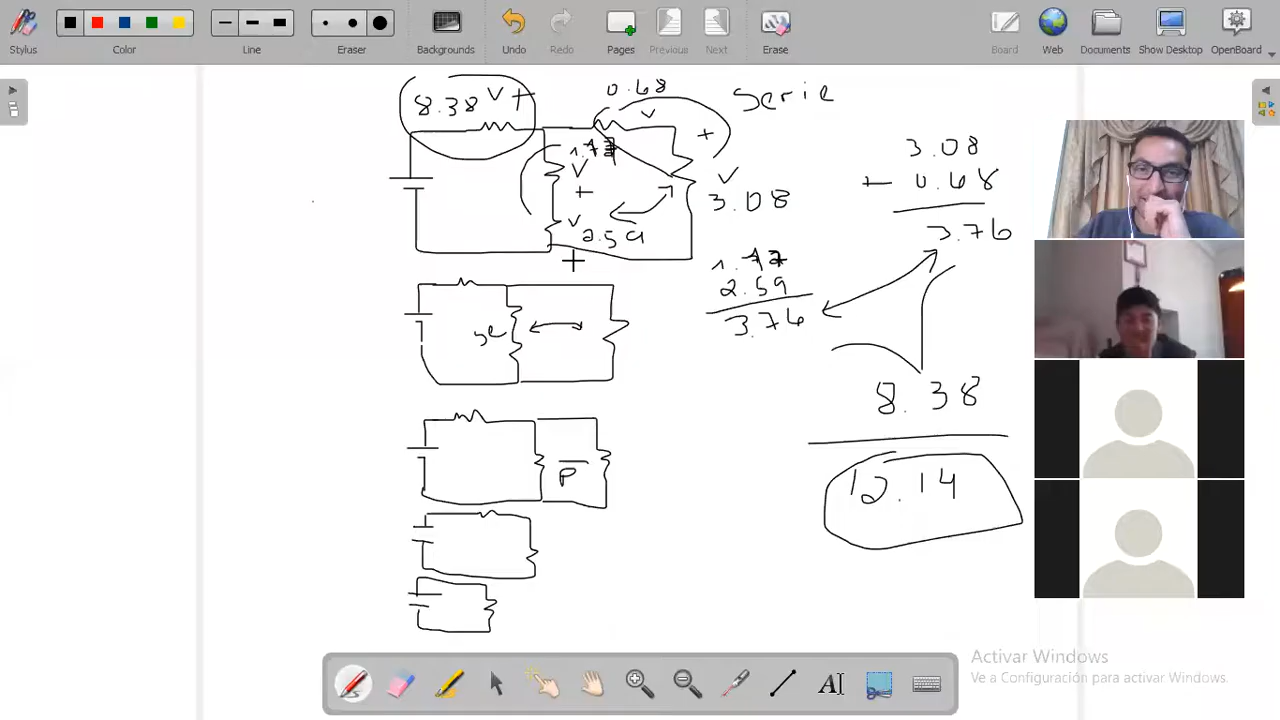 Stylus
Color
Line
Eraser
Backgrounds
Undo
Redo
Pages
Previous
Next
Erase
Board
Web
Documents
Show Desktop
OpenBoard
8.38 V +
0.68
V
Serie
+
V
+
V
2.59
+
V
3.08
3.08
+ 0.68
3.76
2.59
3.76
8.38
12.14
se
P
Activar Windows
Ve a Configuración para activar Windows.